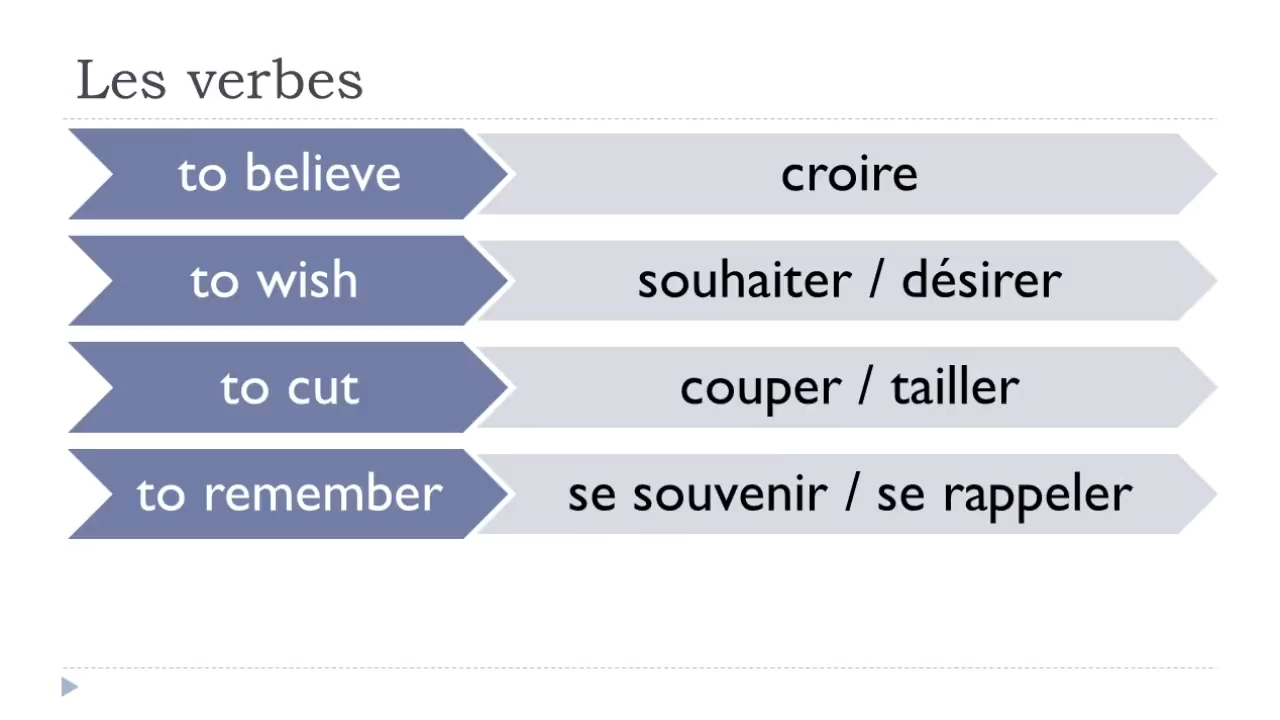 Les verbes
to believe croire
to wish souhaiter / désirer
to cut couper / tailler
to remember se souvenir / se rappeler